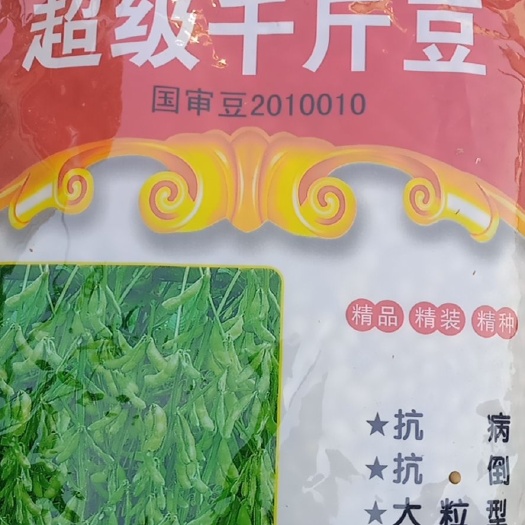 超级千斤豆
国审豆2010010
精品 精装 精种
★抗 病
★抗 倒
★大粒型